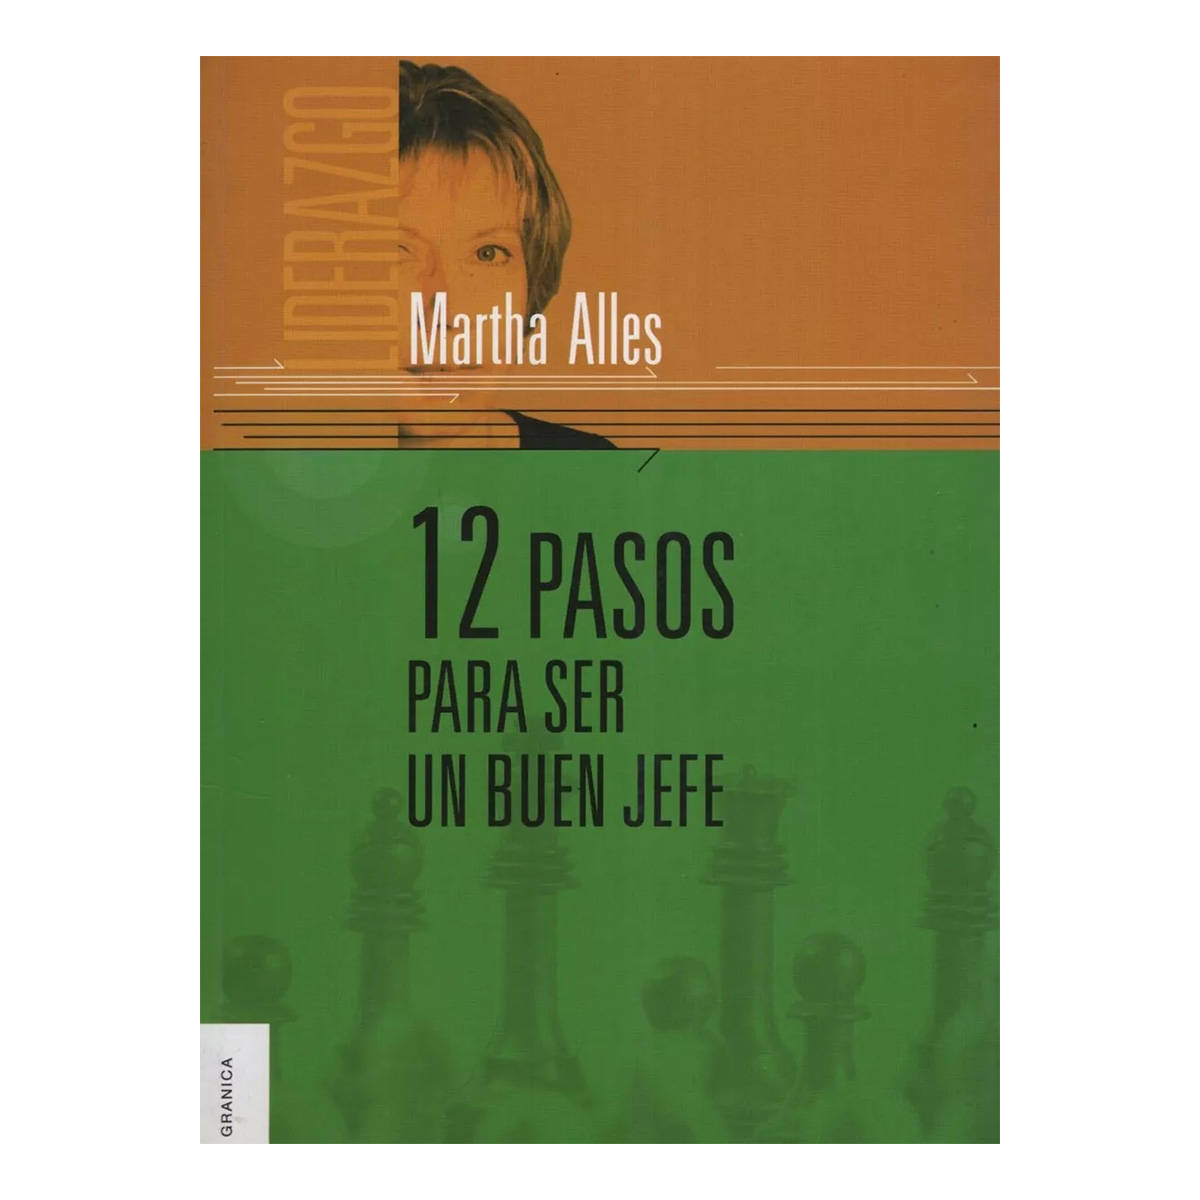 LIDERAZGO
Martha Alles
12 PASOS
PARA SER
UN BUEN JEFE
GRANICA